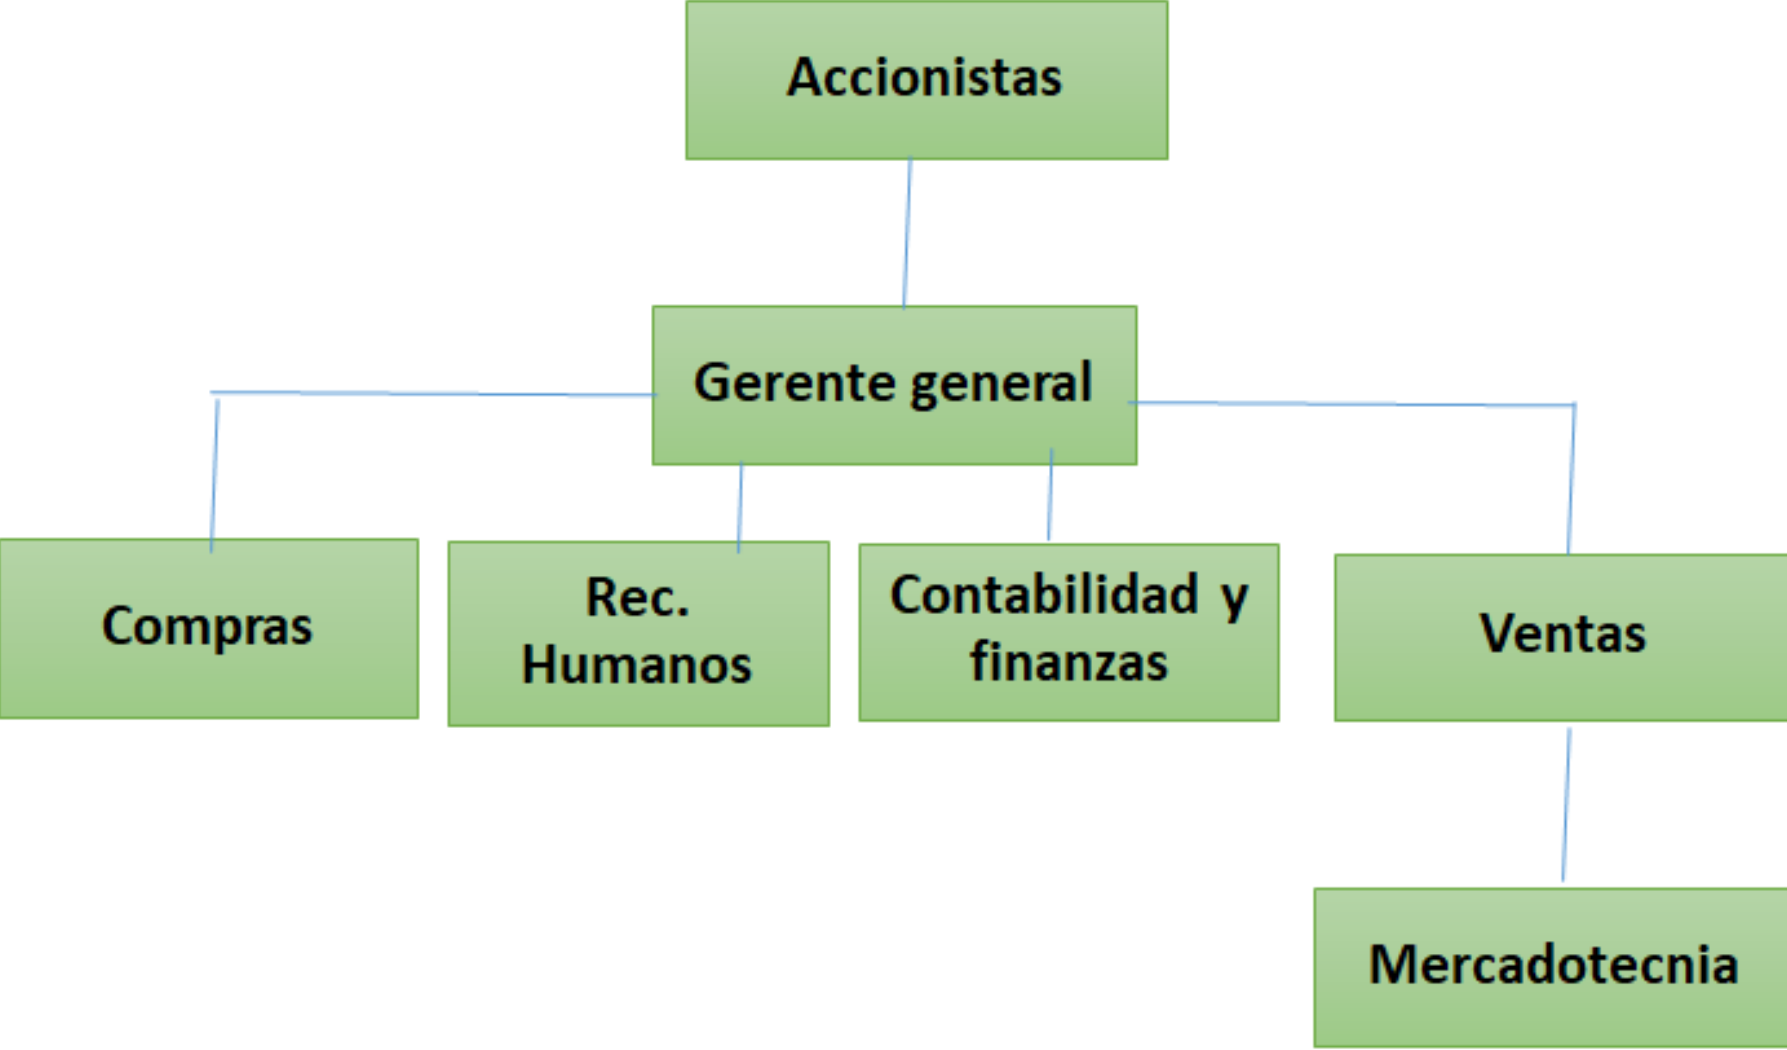 Accionistas
Gerente general
Compras
Rec.
Humanos
Contabilidad y
finanzas
Ventas
Mercadotecnia